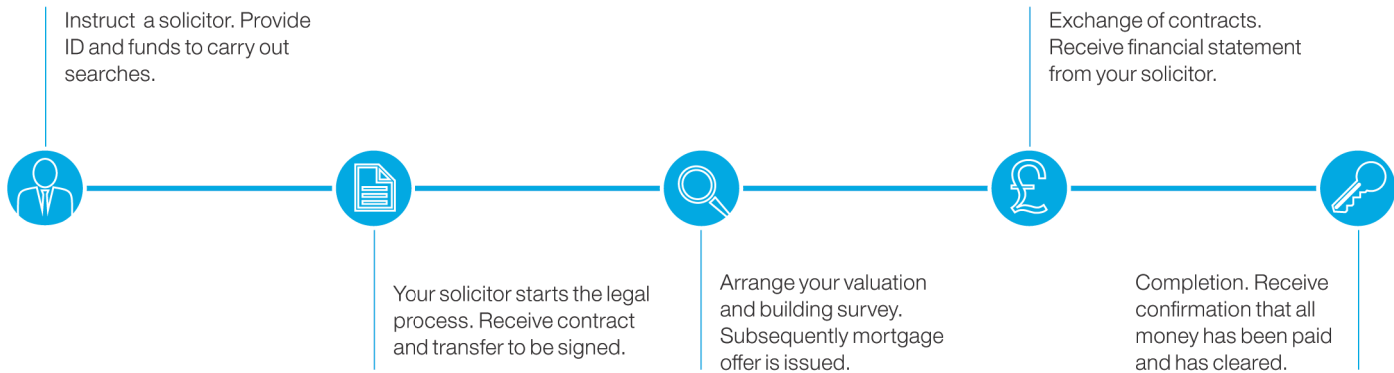 Instruct  a solicitor. Provide
ID and funds to carry out
searches.
Your solicitor starts the legal
process. Receive contract
and transfer to be signed.
Arrange your valuation
and building survey.
Subsequently mortgage
offer is issued.
Exchange of contracts.
Receive financial statement
from your solicitor.
£
Completion. Receive
confirmation that all
money has been paid
and has cleared.